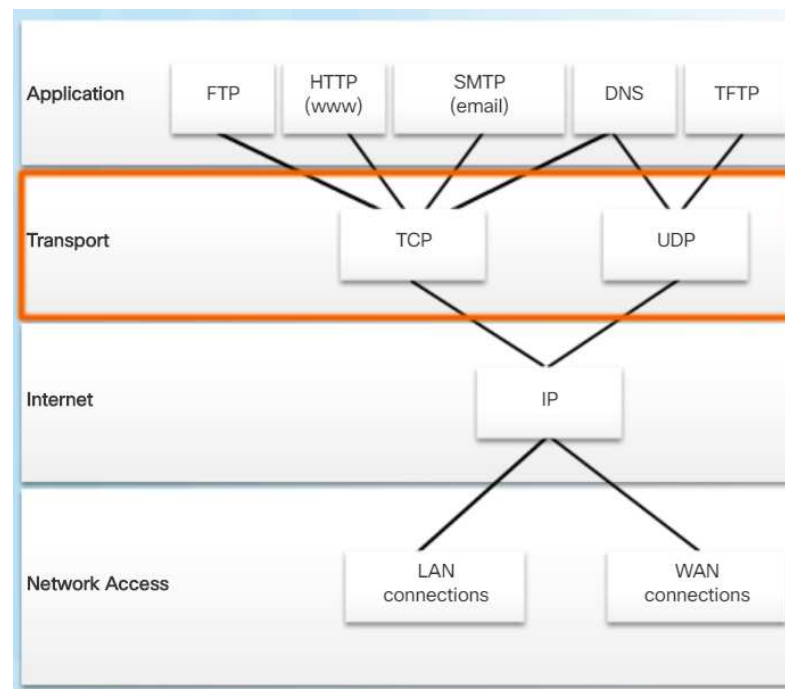 Application
FTP
HTTP
(www)
SMTP
(email)
DNS
TFTP
Transport
TCP
UDP
Internet
IP
Network Access
LAN
connections
WAN
connections